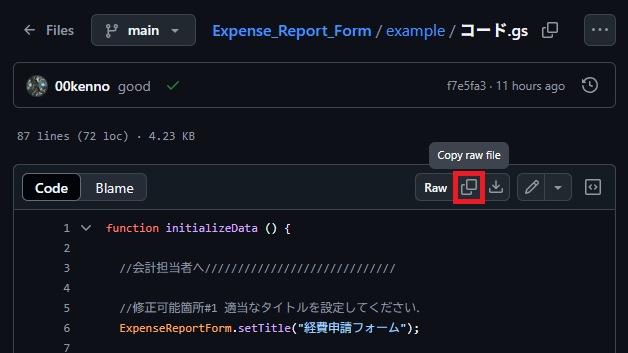 Files main Expense_Report_Form / example / コード.gs
00kenno good f7e5fa3 · 11 hours ago
87 lines (72 loc) · 4.23 KB
Copy raw file
Code Blame Raw
1 function initializeData () {
2
3 //会計担当者へ/////////////////////////////
4
5 //修正可能箇所#1 適当なタイトルを設定してください.
6 ExpenseReportForm.setTitle("経費申請フォーム");
7